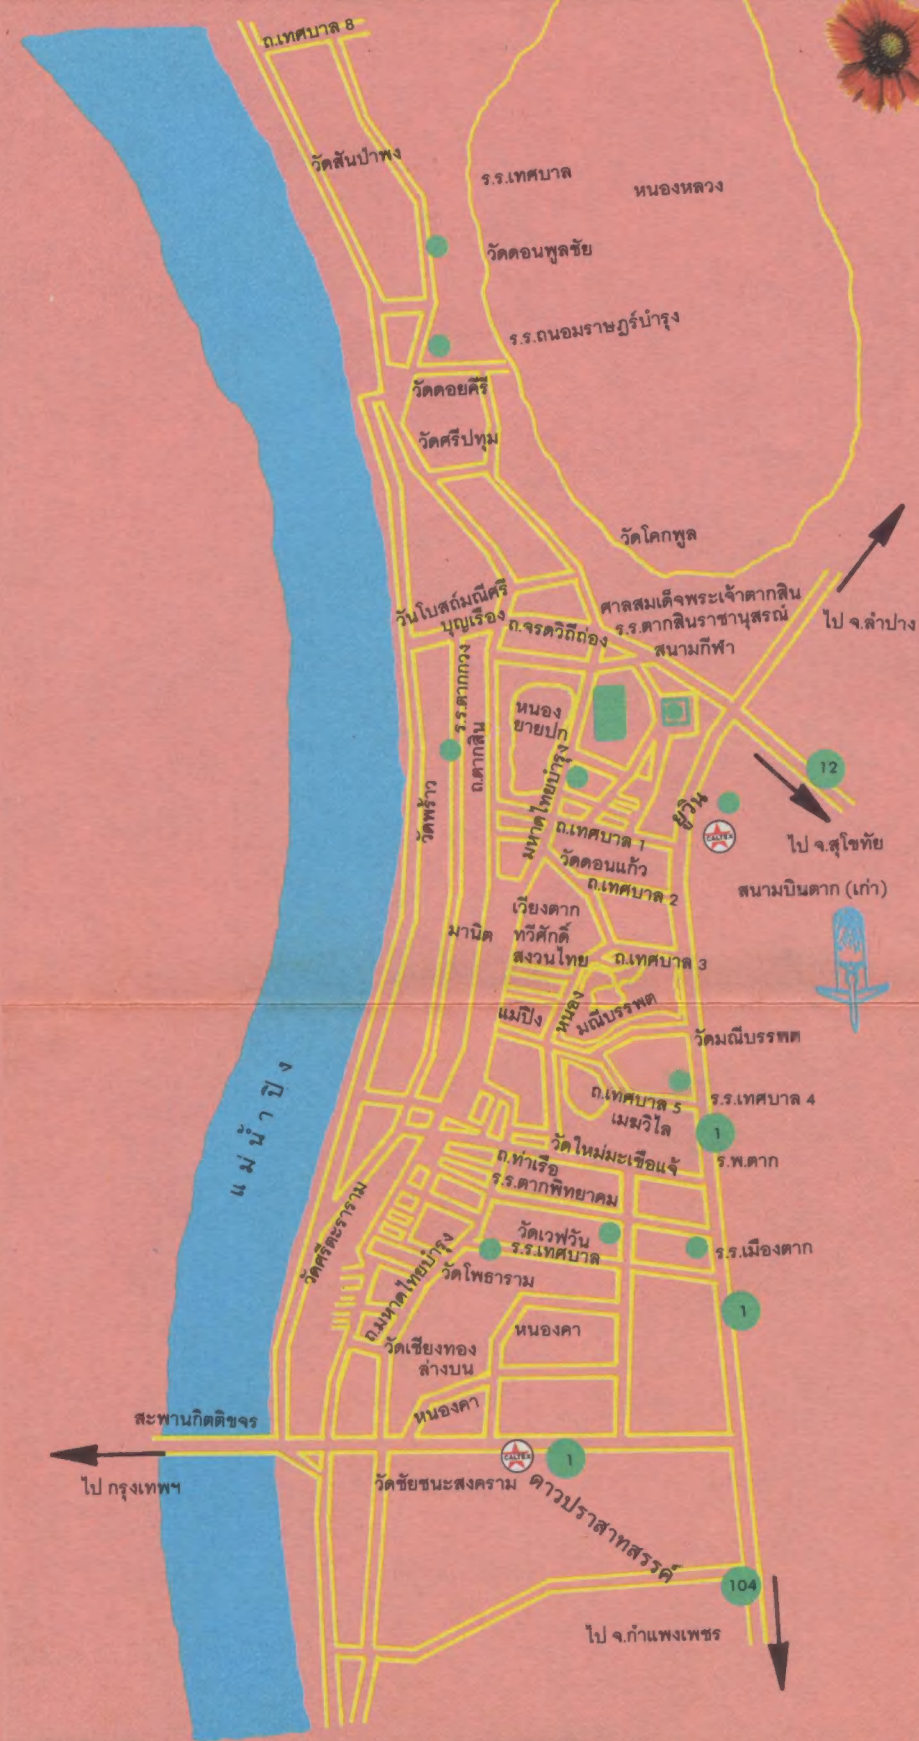 ถ.เทศบาล 8
วัดสันป่าพง
ร.ร.เทศบาล
หนองหลวง
วัดดอนพูลชัย
ร.ร.ถนอมราษฎร์บำรุง
วัดดอยคีรี
วัดศรีปทุม
วัดโคกพูล
วันโบสถ์มณีศรี
บุญเรือง
ถ.จรดวิถีถ่อง
ศาลสมเด็จพระเจ้าตากสิน
ร.ร.ตากสินราชานุสรณ์
สนามกีฬา
ไป จ.ลำปาง
ร.ร.ตากกวง
ถ.ตากสิน
หนอง
ยายปก
มหาดไทยบำรุง
วัดพร้าว
12
ยูวิน
CALTEX
ไป จ.สุโขทัย
ถ.เทศบาล 1
วัดดอนแก้ว
ถ.เทศบาล 2
สนามบินตาก (เก่า)
เวียงตาก
มานิต
ทวีศักดิ์
สงวนไทย
ถ.เทศบาล 3
แม่ปิง
หนอง
มณีบรรพต
วัดมณีบรรพต
แม่น้ำปิง
ถ.เทศบาล 5
ร.ร.เทศบาล 4
เมฆวิไล
1
วัดใหม่มะเขือแจ้
ร.พ.ตาก
ถ.ท่าเรือ
ร.ร.ตากพิทยาคม
วัดศรีตะราราม
วัดเวฬุวัน
ร.ร.เทศบาล
ร.ร.เมืองตาก
ถ.มหาดไทยบำรุง
วัดโพธาราม
1
หนองคา
วัดเชียงทอง
ล่างบน
หนองคา
สะพานกิตติขจร
CALTEX
1
ไป กรุงเทพฯ
วัดชัยชนะสงคราม
ดาวปราสาทสรรค์
104
ไป จ.กำแพงเพชร